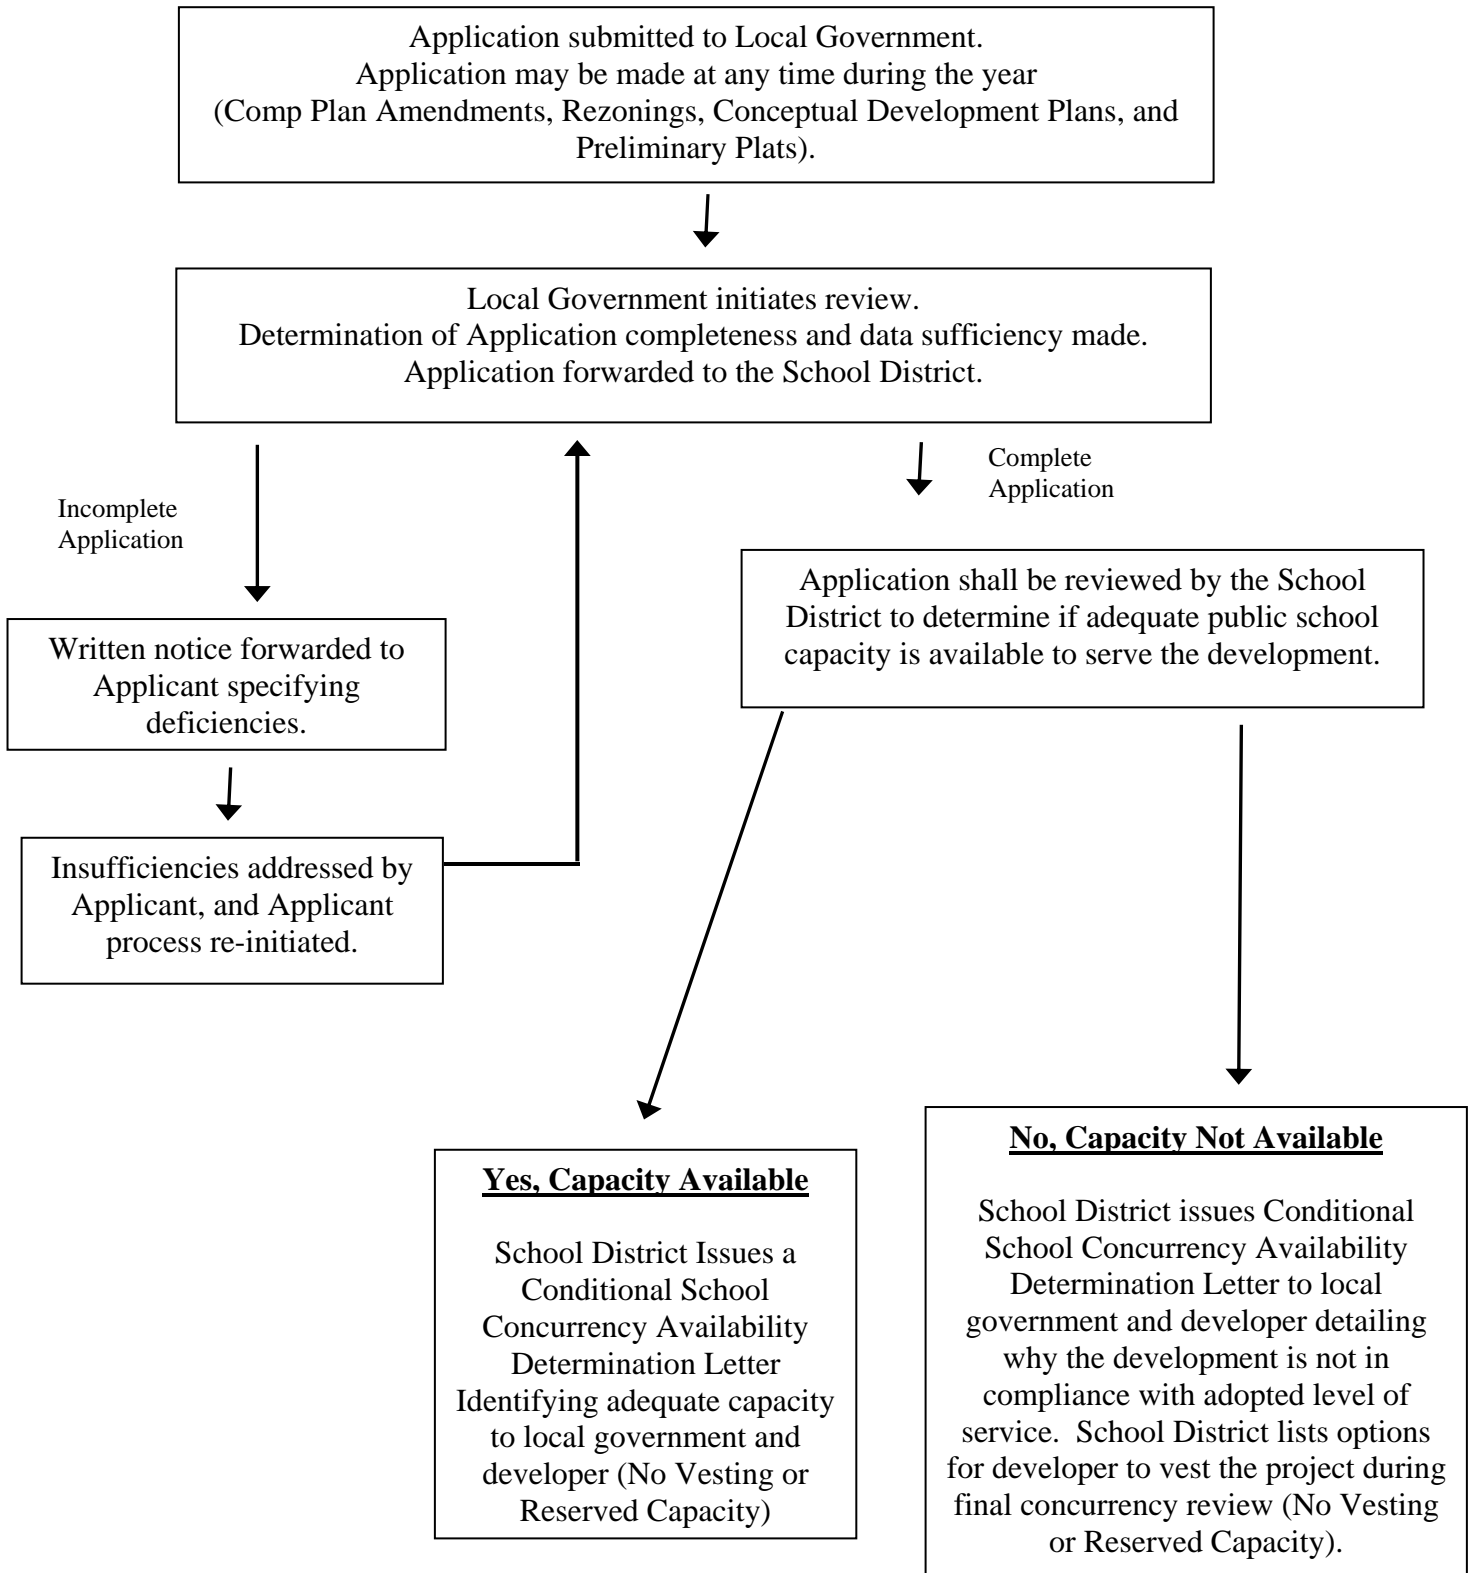 Application submitted to Local Government.
Application may be made at any time during the year
(Comp Plan Amendments, Rezonings, Conceptual Development Plans, and
Preliminary Plats).
Local Government initiates review.
Determination of Application completeness and data sufficiency made.
Application forwarded to the School District.
Incomplete
Application
Complete
Application
Written notice forwarded to
Applicant specifying
deficiencies.
Insufficiencies addressed by
Applicant, and Applicant
process re-initiated.
Application shall be reviewed by the School
District to determine if adequate public school
capacity is available to serve the development.
Yes, Capacity Available
School District Issues a
Conditional School
Concurrency Availability
Determination Letter
Identifying adequate capacity
to local government and
developer (No Vesting or
Reserved Capacity)
No, Capacity Not Available
School District issues Conditional
School Concurrency Availability
Determination Letter to local
government and developer detailing
why the development is not in
compliance with adopted level of
service.  School District lists options
for developer to vest the project during
final concurrency review (No Vesting
or Reserved Capacity).